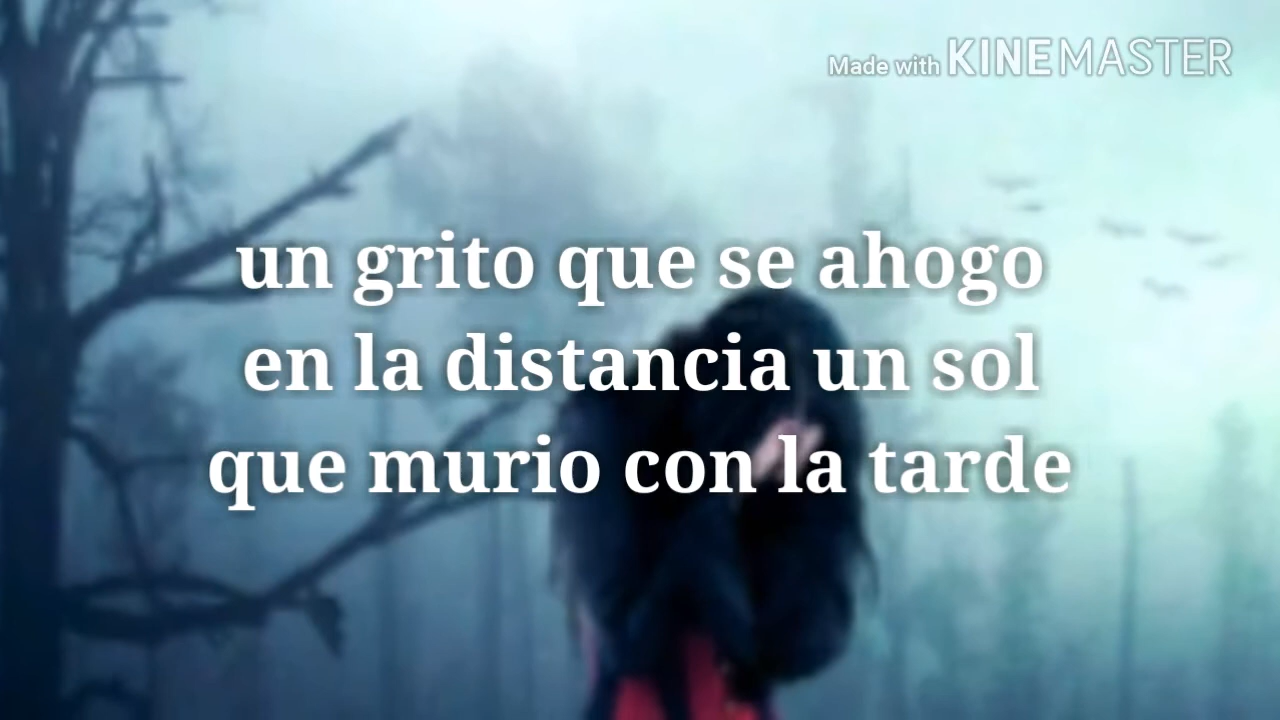 Made with KINEMASTER
un grito que se ahogo
en la distancia un sol
que murio con la tarde